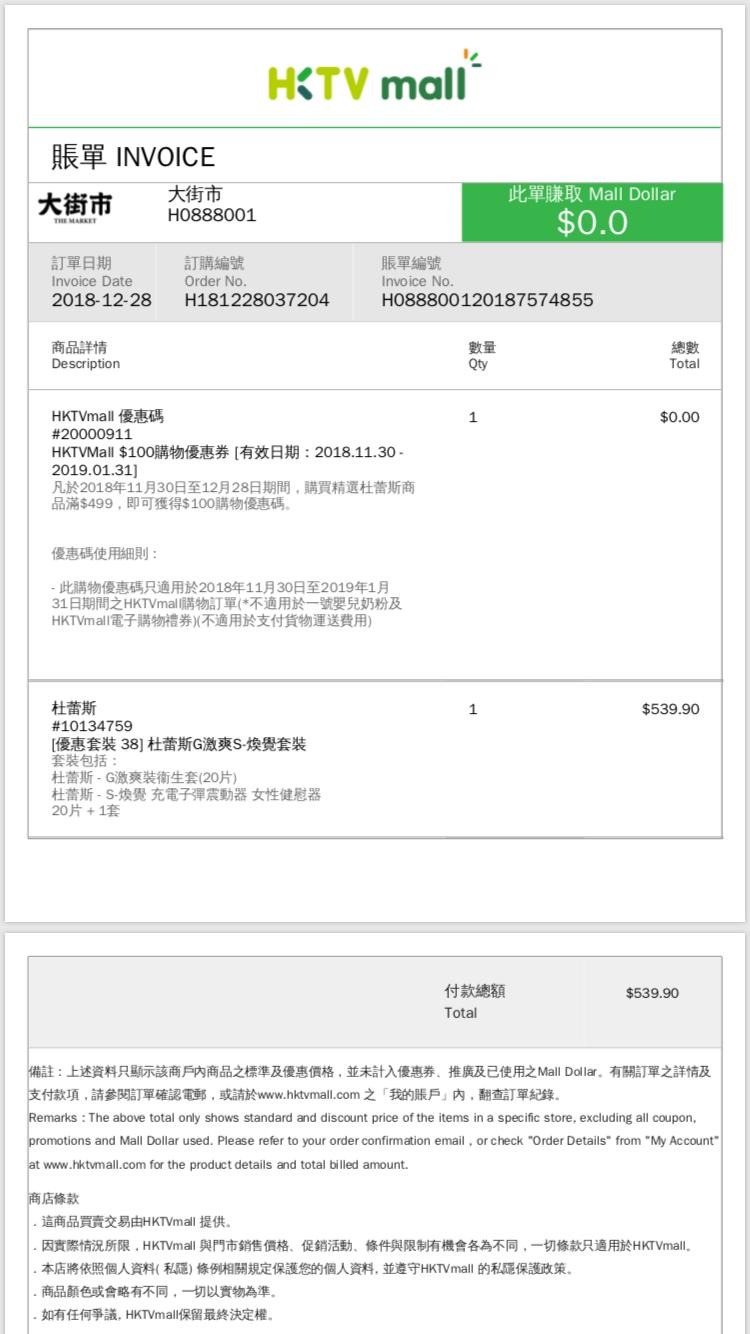 HKTV mall
賬單 INVOICE
大街市
THE MARKET
大街市
H0888001
此單賺取 Mall Dollar
$0.0
訂單日期
Invoice Date
2018-12-28
訂購編號
Order No.
H181228037204
賬單編號
Invoice No.
H088800120187574855
商品詳情
Description
數量
Qty
總數
Total
HKTVmall 優惠碼
#20000911
HKTVMall $100購物優惠券 [有效日期：2018.11.30 -
2019.01.31]
凡於2018年11月30日至12月28日期間，購買精選杜蕾斯商
品滿$499，即可獲得$100購物優惠碼。
優惠碼使用細則：
- 此購物優惠碼只適用於2018年11月30日至2019年1月
31日期間之HKTVmall購物訂單(*不適用於一號嬰兒奶粉及
HKTVmall電子購物禮券)(不適用於支付貨物運送費用)
1
$0.00
杜蕾斯
#10134759
[優惠套裝 38] 杜蕾斯G激爽S-煥覺套裝
套裝包括：
杜蕾斯 - G激爽裝衞生套(20片)
杜蕾斯 - S-煥覺 充電子彈震動器 女性健慰器
20片 + 1套
1
$539.90
付款總額
Total
$539.90
備註：上述資料只顯示該商戶內商品之標準及優惠價格，並未計入優惠券、推廣及已使用之Mall Dollar。有關訂單之詳情及
支付款項，請參閱訂單確認電郵，或請於www.hktvmall.com 之「我的賬戶」內，翻查訂單紀錄。
Remarks : The above total only shows standard and discount price of the items in a specific store, excluding all coupon,
promotions and Mall Dollar used. Please refer to your order confirmation email , or check "Order Details" from "My Account"
at www.hktvmall.com for the product details and total billed amount.
商店條款
. 這商品買賣交易由HKTVmall 提供。
. 因實際情況所限，HKTVmall 與門市銷售價格、促銷活動、條件與限制有機會各為不同，一切條款只適用於HKTVmall。
. 本店將依照個人資料( 私隱) 條例相關規定保護您的個人資料, 並遵守HKTVmall 的私隱保護政策。
. 商品顏色或會略有不同，一切以實物為準。
. 如有任何爭議, HKTVmall保留最終決定權。